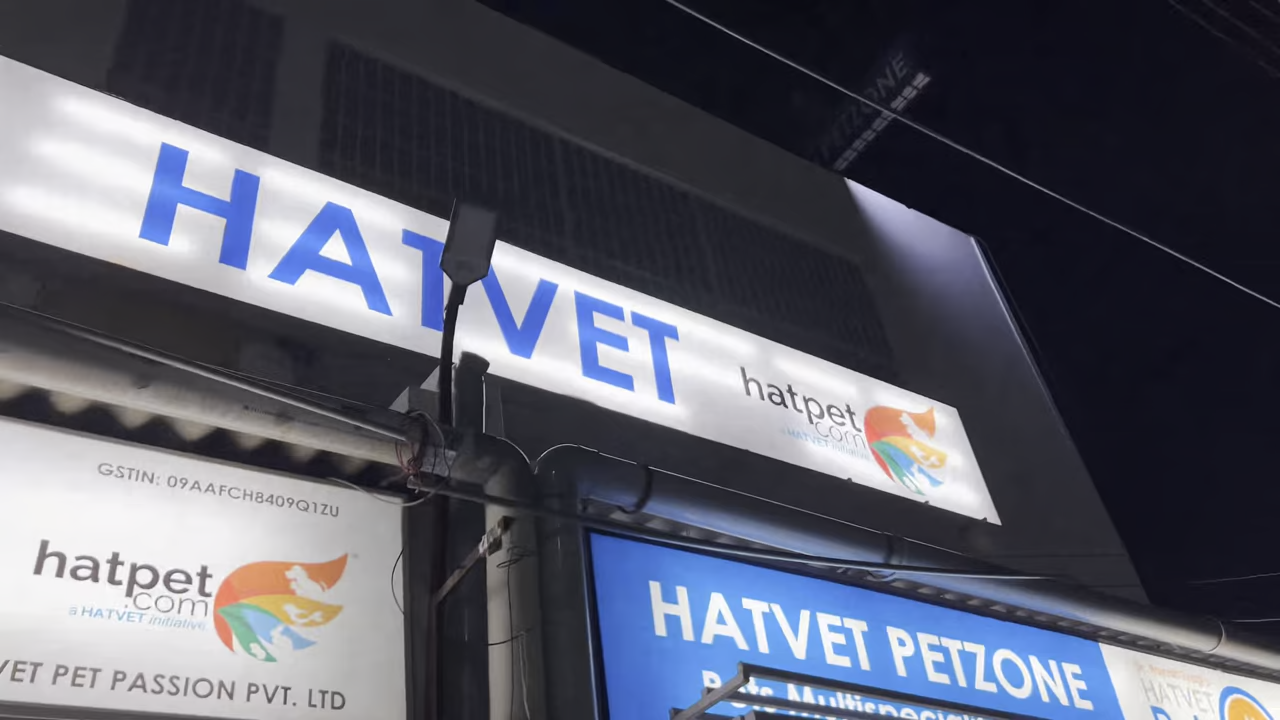 PETZONE
HATVET
hatpet
.com
a HATVET initiative
GSTIN: 09AAFCH8409Q1ZU
hatpet
.com
a HATVET initiative
VET PET PASSION PVT. LTD
HATVET PETZONE
HATVET